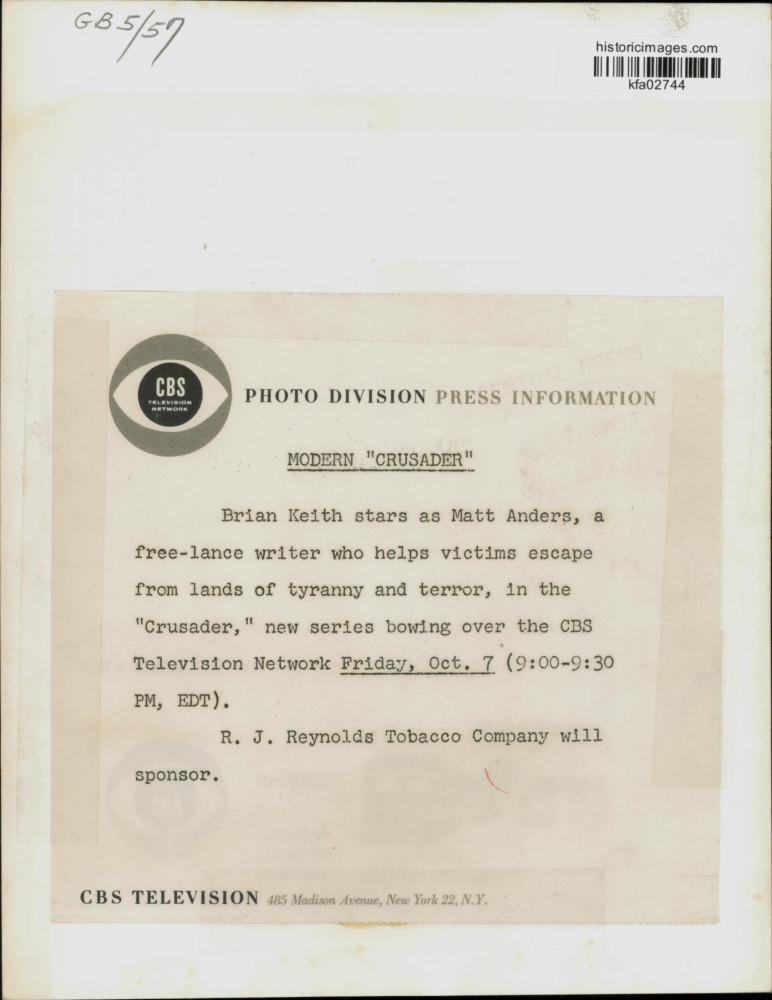 GB 5/57
historicimages.com
kfa02744
CBS
TELEVISION
NETWORK
PHOTO DIVISION PRESS INFORMATION
MODERN "CRUSADER"
Brian Keith stars as Matt Anders, a
free-lance writer who helps victims escape
from lands of tyranny and terror, in the
"Crusader," new series bowing over the CBS
Television Network Friday, Oct. 7 (9:00-9:30
PM, EDT).
R. J. Reynolds Tobacco Company will
sponsor.
CBS TELEVISION 485 Madison Avenue, New York 22, N.Y.